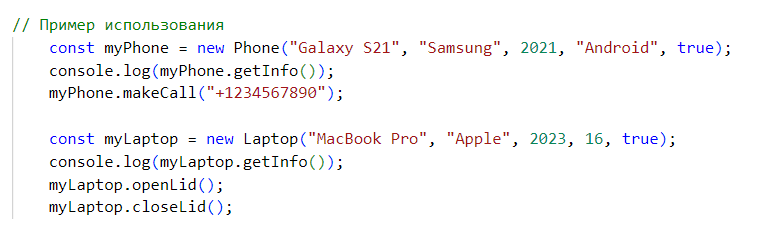 // Пример использования
const myPhone = new Phone("Galaxy S21", "Samsung", 2021, "Android", true);
console.log(myPhone.getInfo());
myPhone.makeCall("+1234567890");
const myLaptop = new Laptop("MacBook Pro", "Apple", 2023, 16, true);
console.log(myLaptop.getInfo());
myLaptop.openLid();
myLaptop.closeLid();